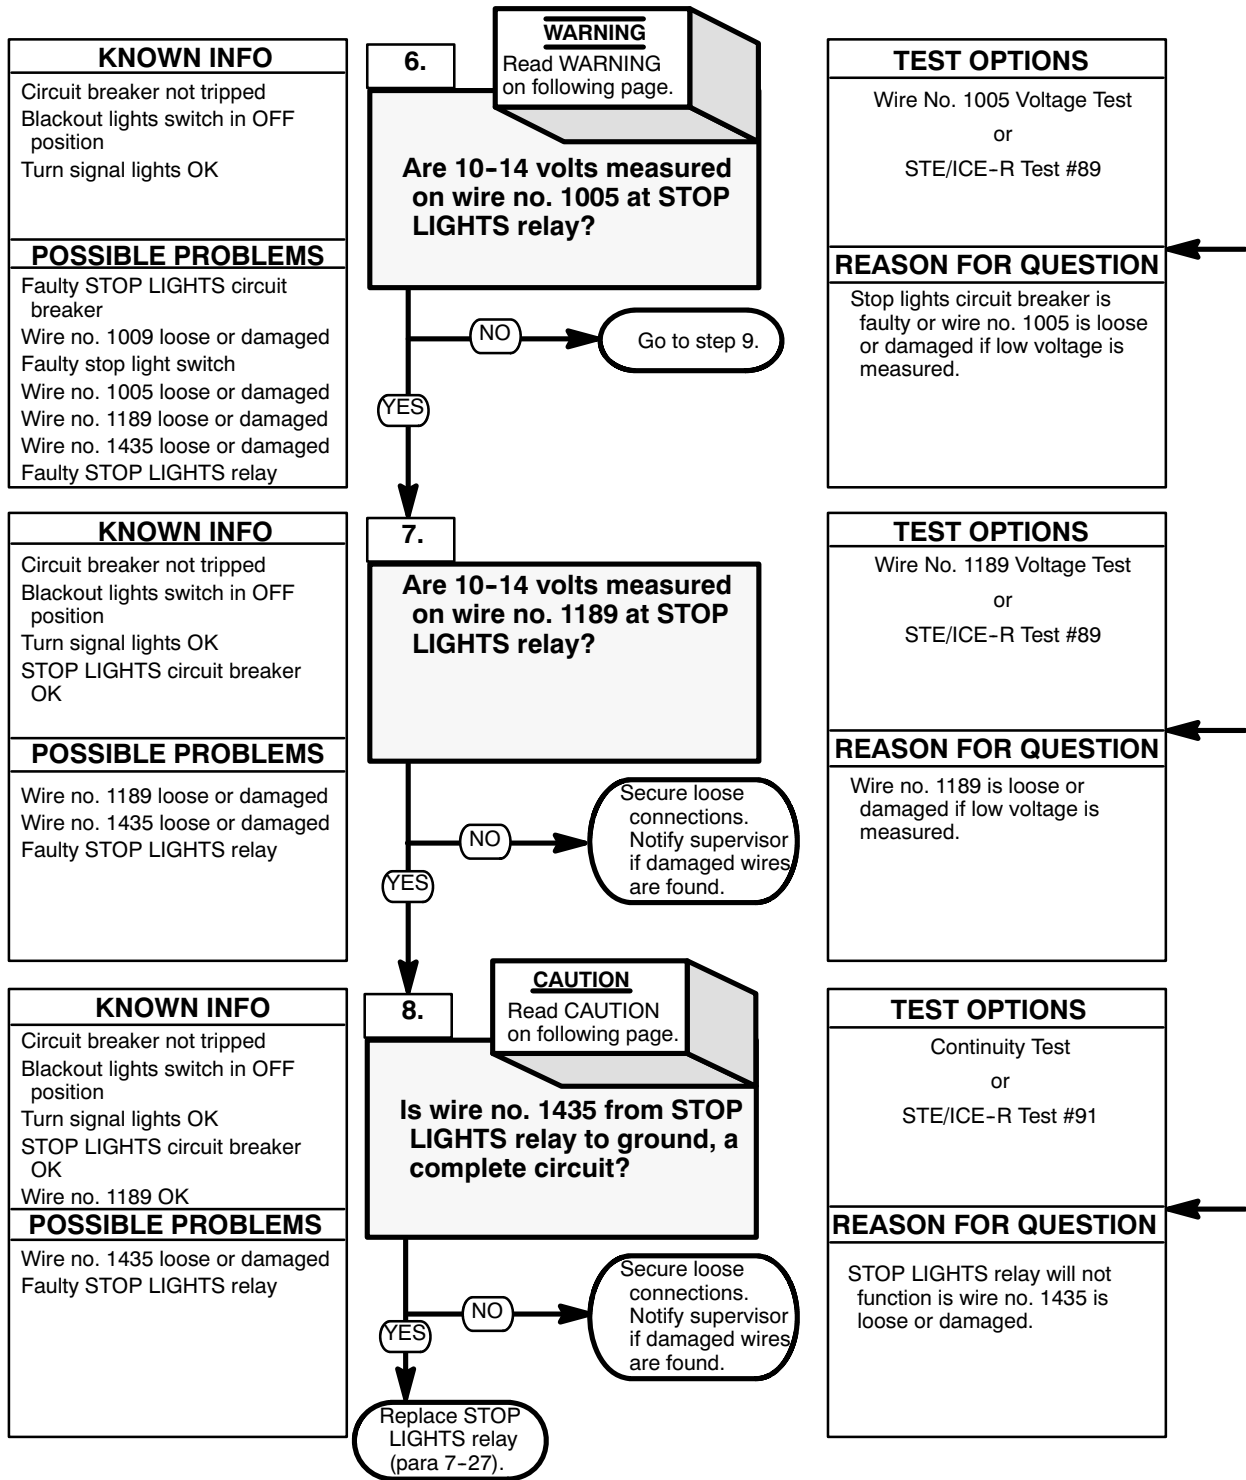 KNOWN INFO
Circuit breaker not tripped
Blackout lights switch in OFF
position
Turn signal lights OK
POSSIBLE PROBLEMS
Faulty STOP LIGHTS circuit
breaker
Wire no. 1009 loose or damaged
Faulty stop light switch
Wire no. 1005 loose or damaged
Wire no. 1189 loose or damaged
Wire no. 1435 loose or damaged
Faulty STOP LIGHTS relay
6.
WARNING
Read WARNING
on following page.
Are 10-14 volts measured
on wire no. 1005 at STOP
LIGHTS relay?
NO
Go to step 9.
YES
TEST OPTIONS
Wire No. 1005 Voltage Test
or
STE/ICE-R Test #89
REASON FOR QUESTION
Stop lights circuit breaker is
faulty or wire no. 1005 is loose
or damaged if low voltage is
measured.
KNOWN INFO
Circuit breaker not tripped
Blackout lights switch in OFF
position
Turn signal lights OK
STOP LIGHTS circuit breaker
OK
POSSIBLE PROBLEMS
Wire no. 1189 loose or damaged
Wire no. 1435 loose or damaged
Faulty STOP LIGHTS relay
7.
Are 10-14 volts measured
on wire no. 1189 at STOP
LIGHTS relay?
NO
Secure loose
connections.
Notify supervisor
if damaged wires
are found.
YES
TEST OPTIONS
Wire No. 1189 Voltage Test
or
STE/ICE-R Test #89
REASON FOR QUESTION
Wire no. 1189 is loose or
damaged if low voltage is
measured.
KNOWN INFO
Circuit breaker not tripped
Blackout lights switch in OFF
position
Turn signal lights OK
STOP LIGHTS circuit breaker
OK
Wire no. 1189 OK
POSSIBLE PROBLEMS
Wire no. 1435 loose or damaged
Faulty STOP LIGHTS relay
8.
CAUTION
Read CAUTION
on following page.
Is wire no. 1435 from STOP
LIGHTS relay to ground, a
complete circuit?
NO
Secure loose
connections.
Notify supervisor
if damaged wires
are found.
YES
Replace STOP
LIGHTS relay
(para 7-27).
TEST OPTIONS
Continuity Test
or
STE/ICE-R Test #91
REASON FOR QUESTION
STOP LIGHTS relay will not
function is wire no. 1435 is
loose or damaged.